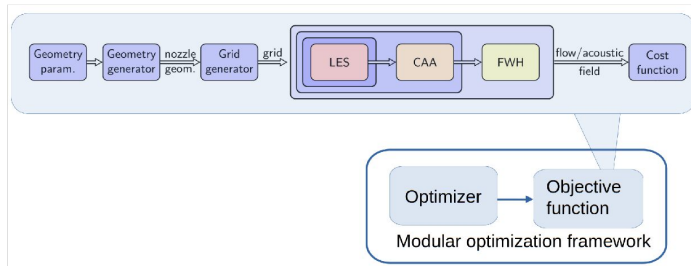 Geometry
param.
Geometry
generator
nozzle
geom.
Grid
generator
grid
LES
CAA
FWH
flow/acoustic
field
Cost
function
Optimizer
Objective
function
Modular optimization framework